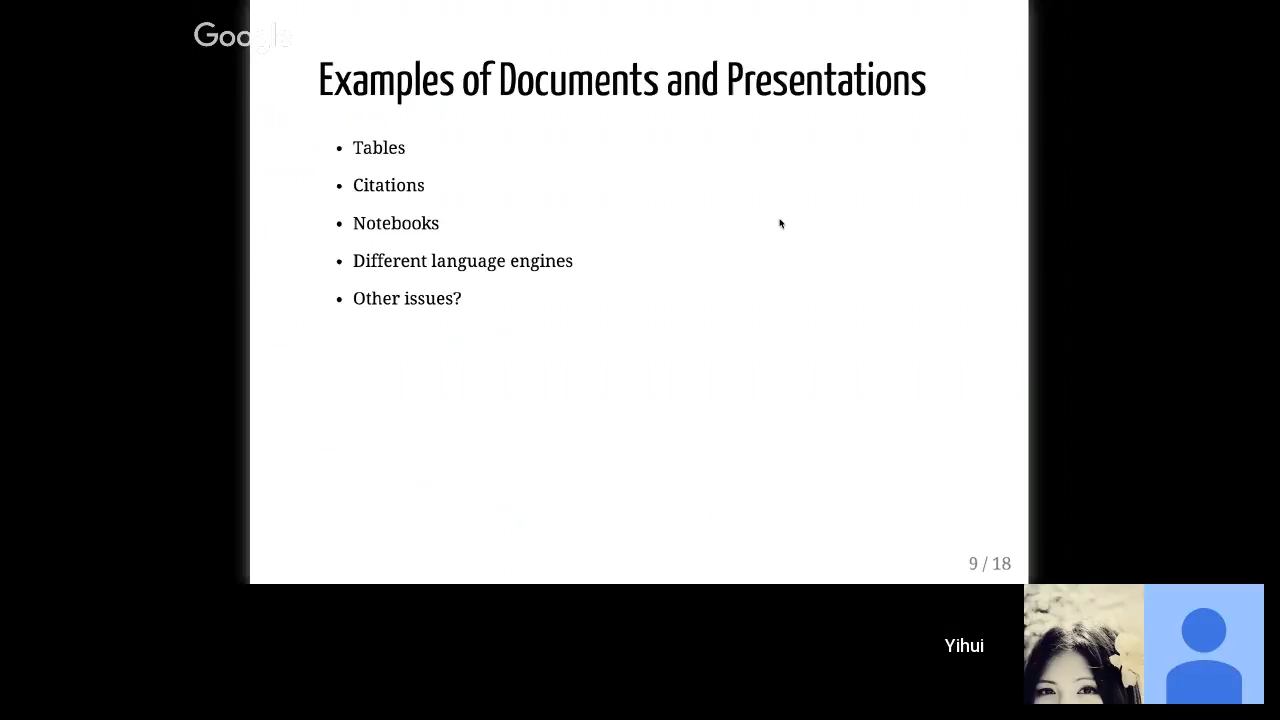 Google
Examples of Documents and Presentations
• Tables
• Citations
• Notebooks
• Different language engines
• Other issues?
9 / 18
Yihui